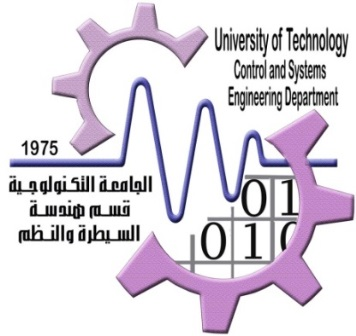 University of Technology
Control and Systems
Engineering Department
1975
الجامعة التكنولوجية
قسم هندسة
السيطرة والنظم
01
010